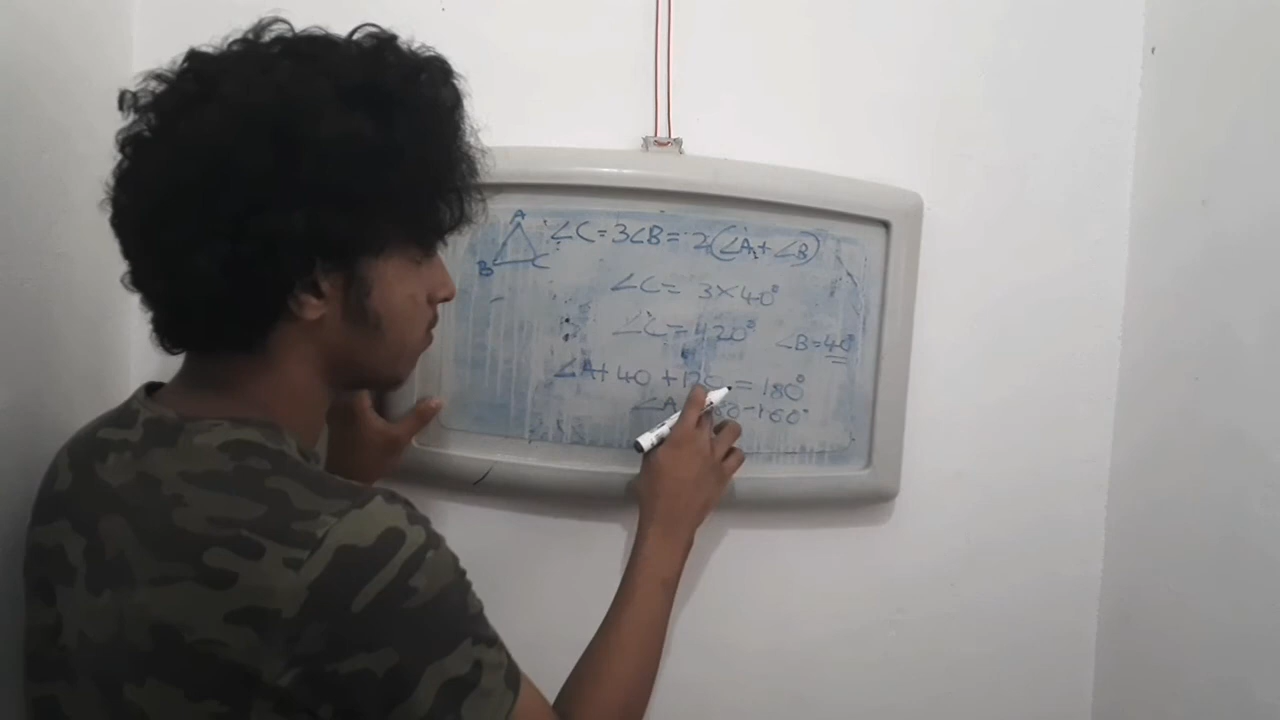 A
∠C = 3∠B = 2(∠A + ∠B)
B C
∠C = 3×40°
∠C = 120°
∠B = 40°
∠A + 40 + 120 = 180°
∠A 180-160°